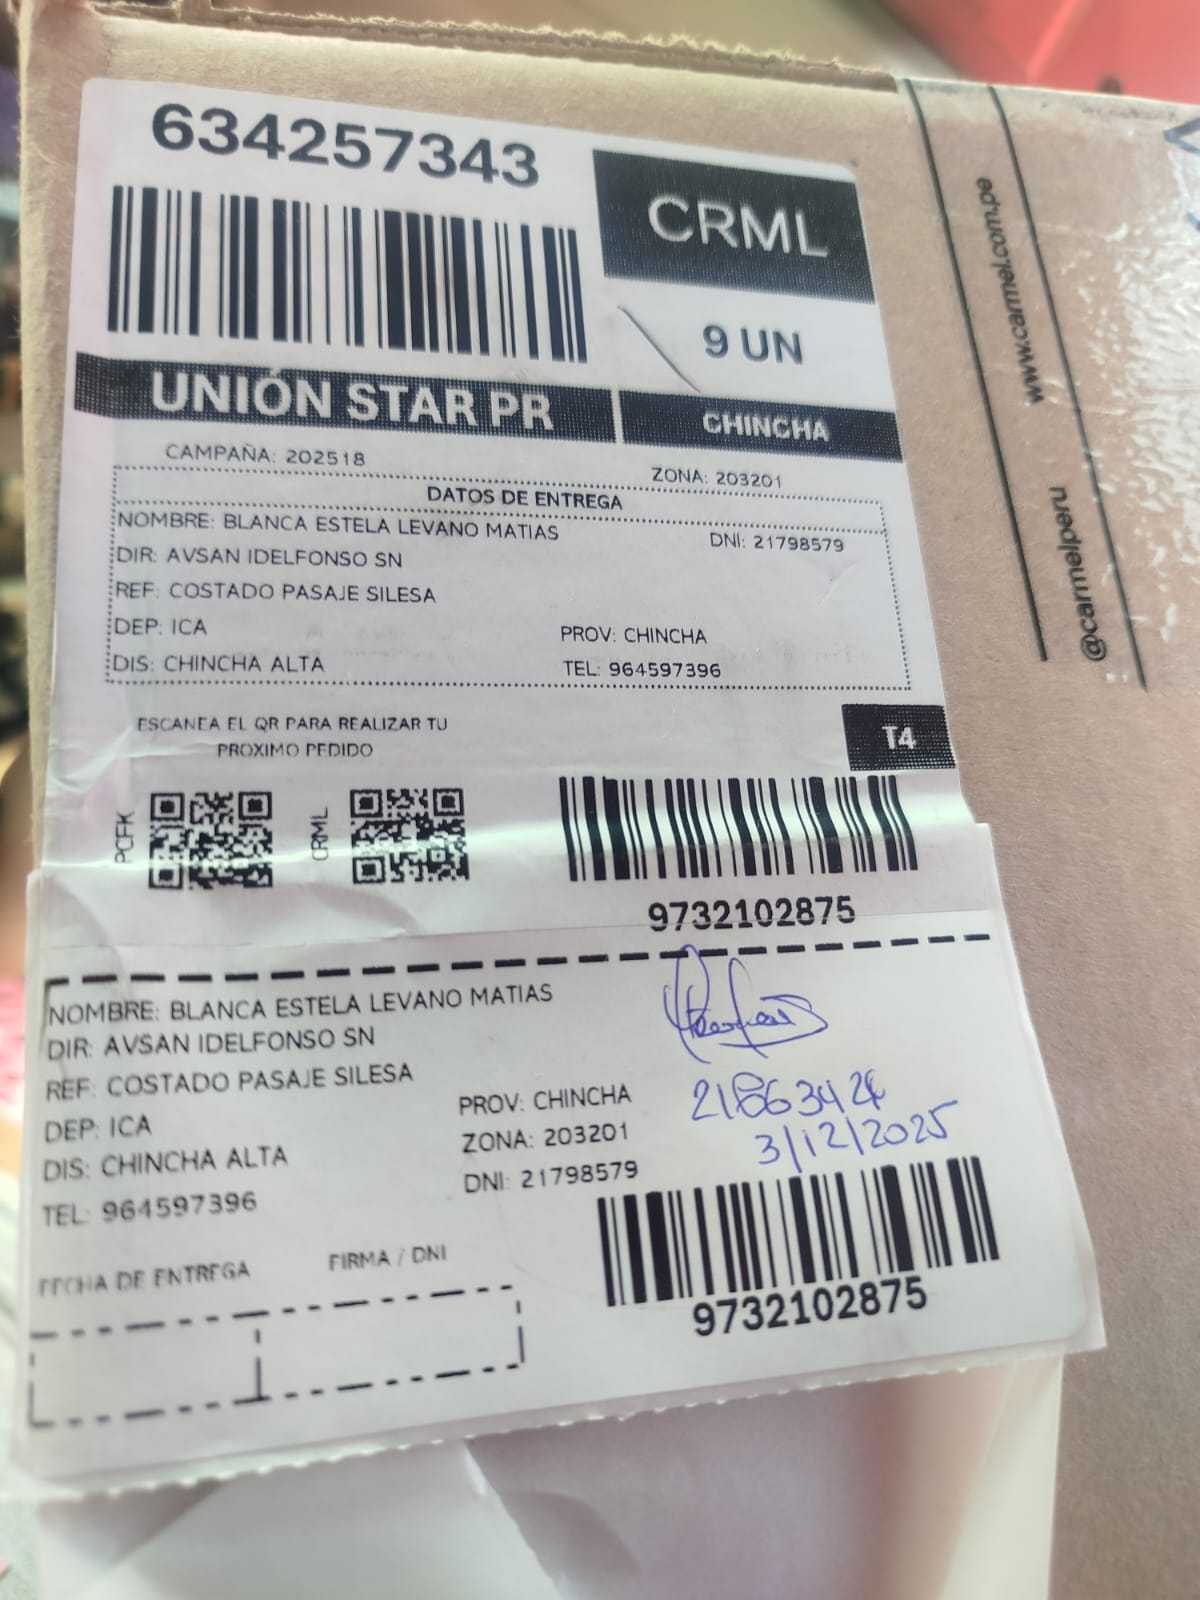 634257343
CRML
9 UN
UNIÓN STAR PR
CHINCHA
CAMPAÑA: 202518
ZONA: 203201
DATOS DE ENTREGA
NOMBRE: BLANCA ESTELA LEVANO MATIAS
DNI: 21798579
DIR: AVSAN IDELFONSO SN
REF: COSTADO PASAJE SILESA
DEP: ICA
PROV: CHINCHA
DIS: CHINCHA ALTA
TEL: 964597396
ESCANEA EL QR PARA REALIZAR TU
PROXIMO PEDIDO
T4
PCFK
CRML
9732102875
NOMBRE: BLANCA ESTELA LEVANO MATIAS
DIR: AVSAN IDELFONSO SN
REF: COSTADO PASAJE SILESA
DEP: ICA
PROV: CHINCHA
DIS: CHINCHA ALTA
ZONA: 203201
TEL: 964597396
DNI: 21798579
3/12/2025
FECHA DE ENTREGA
FIRMA / DNI
9732102875
www.carmel.com.pe
@carmelperu